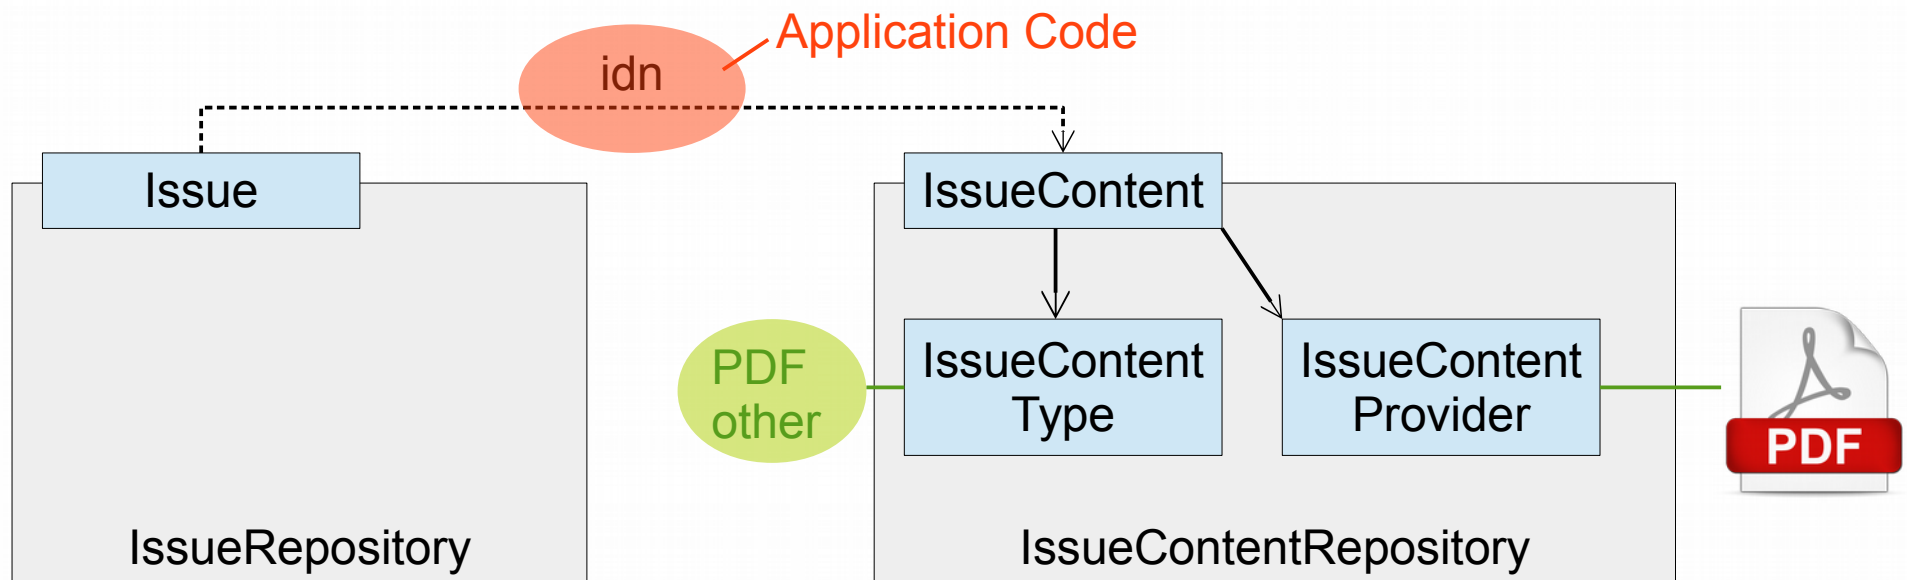 Application Code
idn
Issue
IssueContent
PDF
other
IssueContent
Type
IssueContent
Provider
PDF
IssueRepository
IssueContentRepository